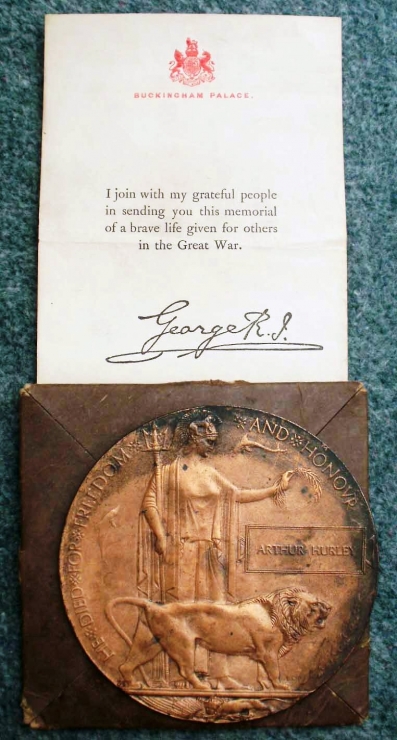 BUCKINGHAM PALACE.
I join with my grateful people
in sending you this memorial
of a brave life given for others
in the Great War.
George R.I.
HE DIED FOR FREEDOM AND HONOVR
ARTHUR HURLEY